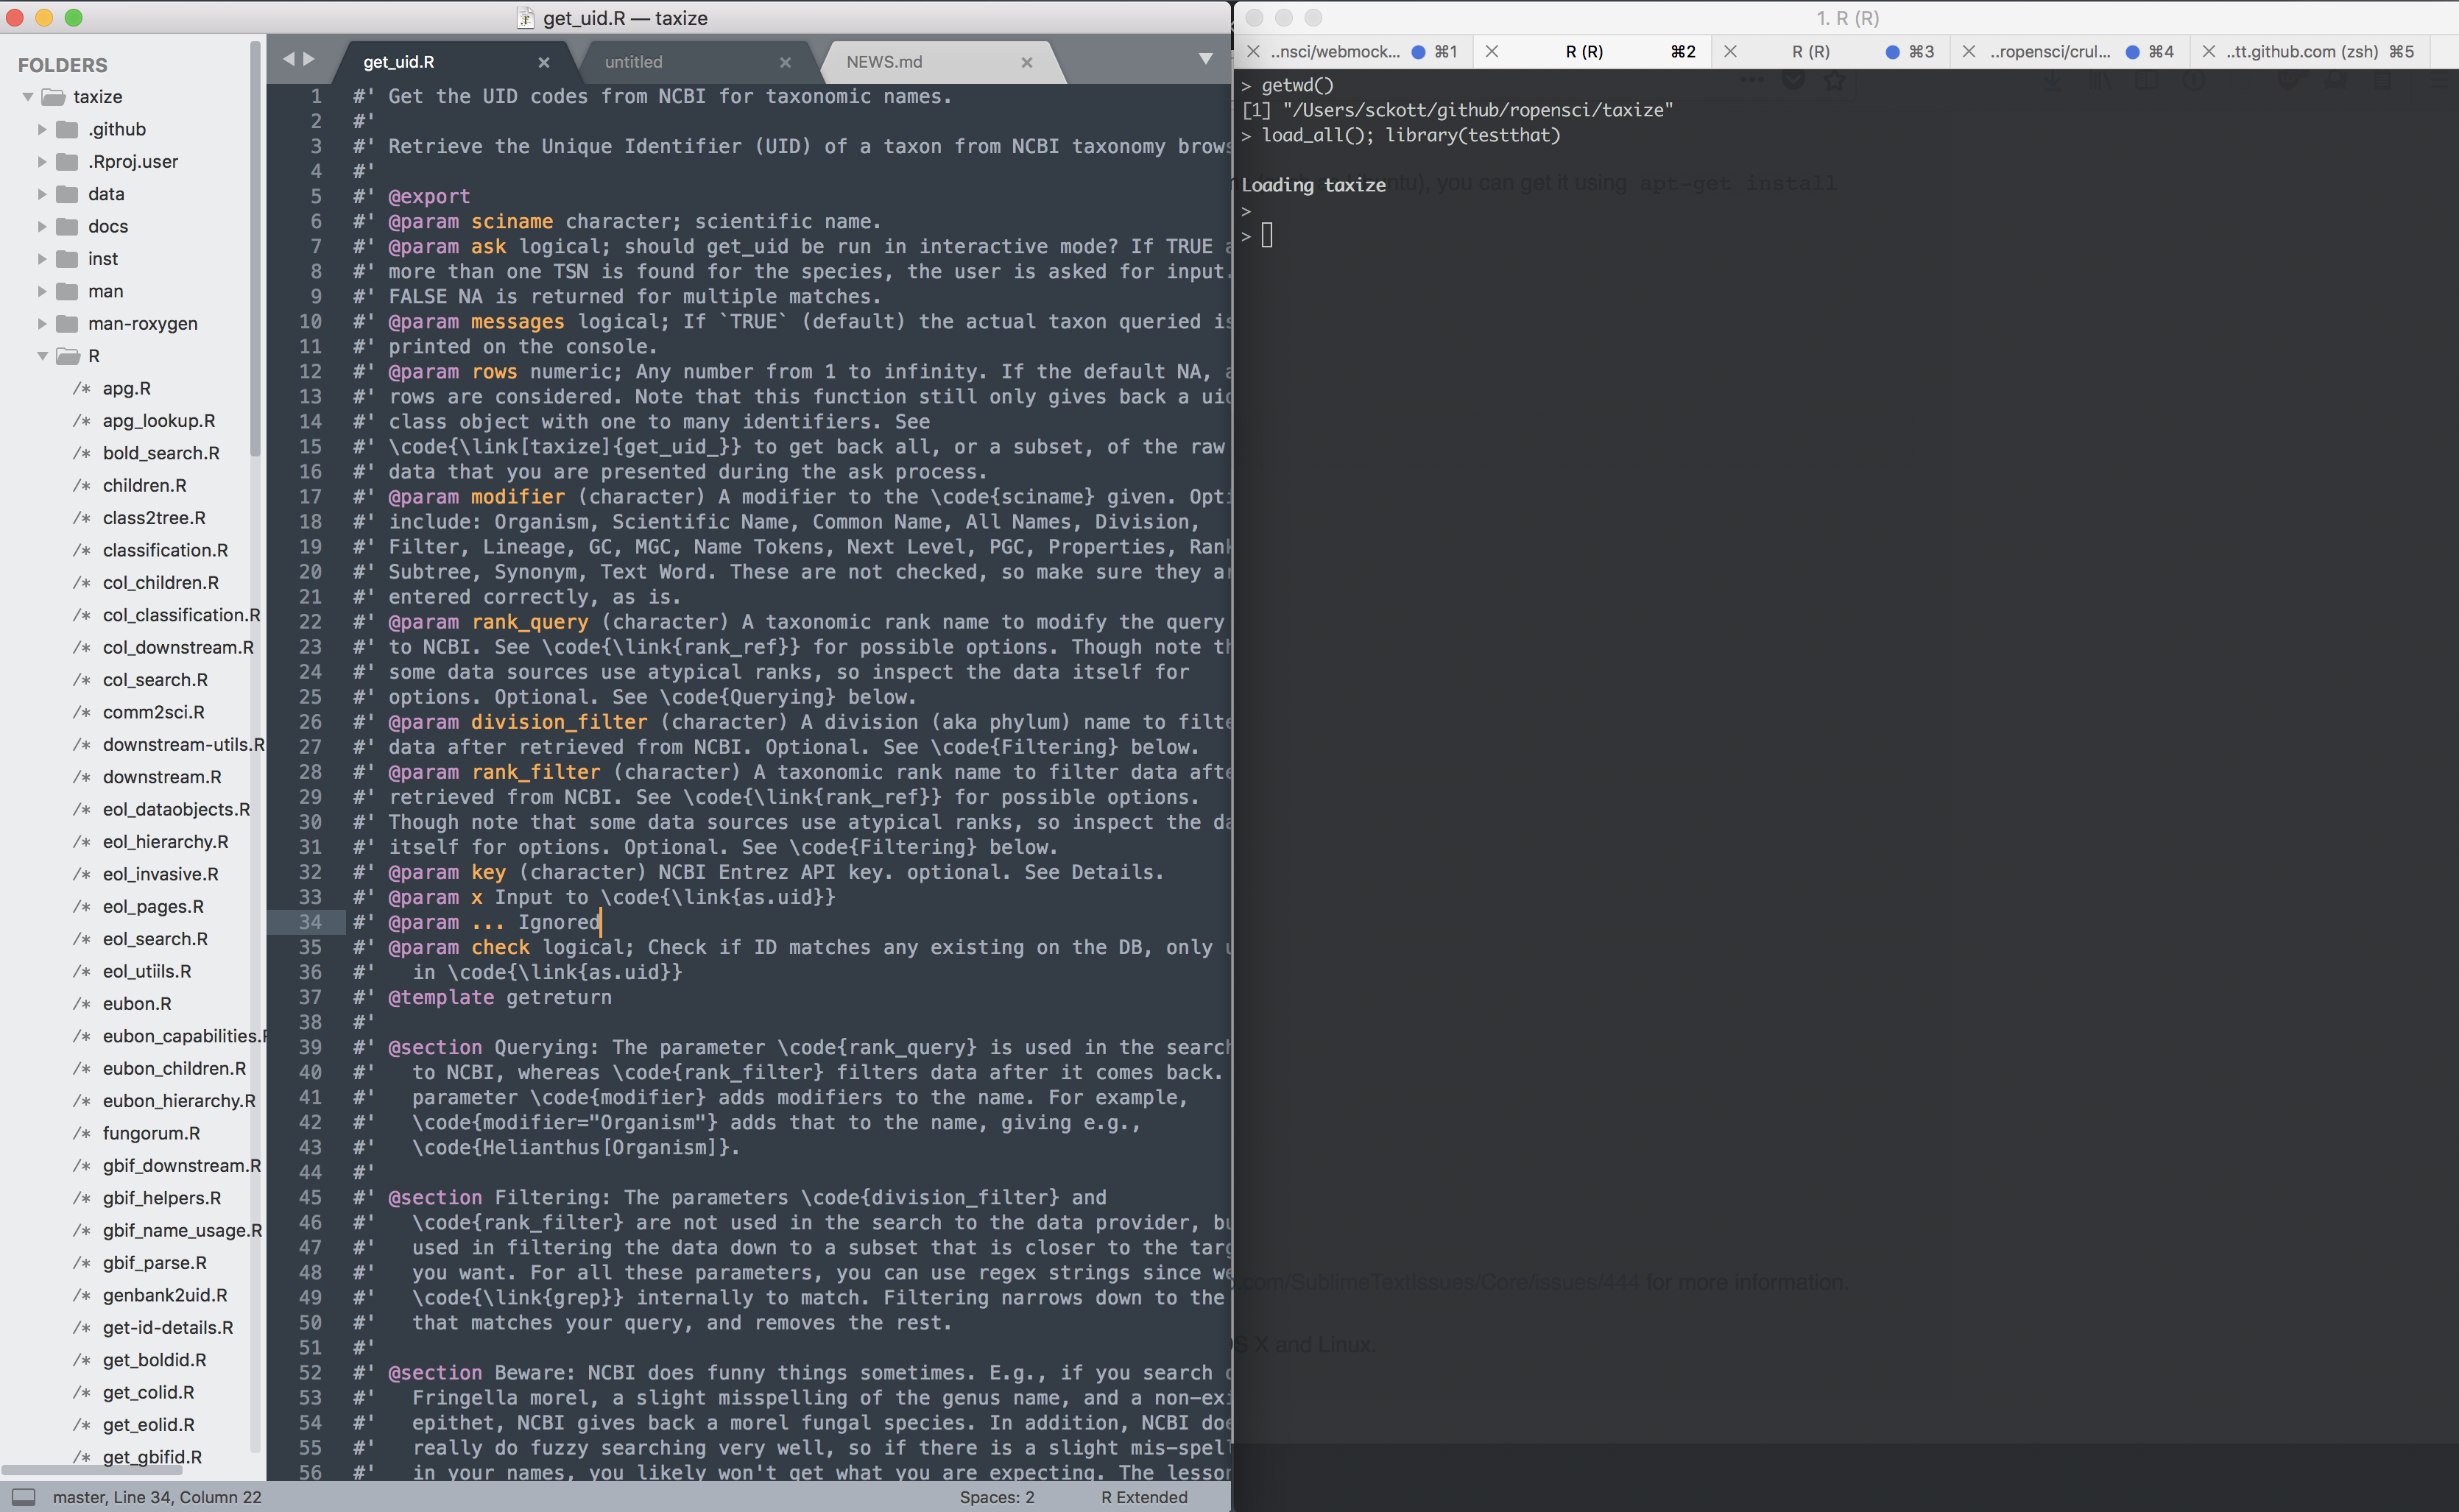 get_uid.R — taxize
FOLDERS
taxize
.github
.Rproj.user
data
docs
inst
man
man-roxygen
R
/* apg.R
/* apg_lookup.R
/* bold_search.R
/* children.R
/* class2tree.R
/* classification.R
/* col_children.R
/* col_classification.R
/* col_downstream.R
/* col_search.R
/* comm2sci.R
/* downstream-utils.R
/* downstream.R
/* eol_dataobjects.R
/* eol_hierarchy.R
/* eol_invasive.R
/* eol_pages.R
/* eol_search.R
/* eol_utiils.R
/* eubon.R
/* eubon_capabilities.R
/* eubon_children.R
/* eubon_hierarchy.R
/* fungorum.R
/* gbif_downstream.R
/* gbif_helpers.R
/* gbif_name_usage.R
/* gbif_parse.R
/* genbank2uid.R
/* get-id-details.R
/* get_boldid.R
/* get_colid.R
/* get_eolid.R
/* get_gbifid.R
get_uid.R
untitled
NEWS.md
1 #' Get the UID codes from NCBI for taxonomic names.
2 #'
3 #' Retrieve the Unique Identifier (UID) of a taxon from NCBI taxonomy brows
4 #'
5 #' @export
6 #' @param sciname character; scientific name.
7 #' @param ask logical; should get_uid be run in interactive mode? If TRUE a
8 #' more than one TSN is found for the species, the user is asked for input.
9 #' FALSE NA is returned for multiple matches.
10 #' @param messages logical; If `TRUE` (default) the actual taxon queried is
11 #' printed on the console.
12 #' @param rows numeric; Any number from 1 to infinity. If the default NA, a
13 #' rows are considered. Note that this function still only gives back a uid
14 #' class object with one to many identifiers. See
15 #' \code{\link[taxize]{get_uid_}} to get back all, or a subset, of the raw
16 #' data that you are presented during the ask process.
17 #' @param modifier (character) A modifier to the \code{sciname} given. Opti
18 #' include: Organism, Scientific Name, Common Name, All Names, Division,
19 #' Filter, Lineage, GC, MGC, Name Tokens, Next Level, PGC, Properties, Rank
20 #' Subtree, Synonym, Text Word. These are not checked, so make sure they ar
21 #' entered correctly, as is.
22 #' @param rank_query (character) A taxonomic rank name to modify the query
23 #' to NCBI. See \code{\link{rank_ref}} for possible options. Though note th
24 #' some data sources use atypical ranks, so inspect the data itself for
25 #' options. Optional. See \code{Querying} below.
26 #' @param division_filter (character) A division (aka phylum) name to filte
27 #' data after retrieved from NCBI. Optional. See \code{Filtering} below.
28 #' @param rank_filter (character) A taxonomic rank name to filter data afte
29 #' retrieved from NCBI. See \code{\link{rank_ref}} for possible options.
30 #' Though note that some data sources use atypical ranks, so inspect the da
31 #' itself for options. Optional. See \code{Filtering} below.
32 #' @param key (character) NCBI Entrez API key. optional. See Details.
33 #' @param x Input to \code{\link{as.uid}}
34 #' @param ... Ignored
35 #' @param check logical; Check if ID matches any existing on the DB, only u
36 #'   in \code{\link{as.uid}}
37 #' @template getreturn
38 #'
39 #' @section Querying: The parameter \code{rank_query} is used in the search
40 #'   to NCBI, whereas \code{rank_filter} filters data after it comes back.
41 #'   parameter \code{modifier} adds modifiers to the name. For example,
42 #'   \code{modifier="Organism"} adds that to the name, giving e.g.,
43 #'   \code{Helianthus[Organism]}.
44 #'
45 #' @section Filtering: The parameters \code{division_filter} and
46 #'   \code{rank_filter} are not used in the search to the data provider, bu
47 #'   used in filtering the data down to a subset that is closer to the targ
48 #'   you want. For all these parameters, you can use regex strings since we
49 #'   \code{\link{grep}} internally to match. Filtering narrows down to the
50 #'   that matches your query, and removes the rest.
51 #'
52 #' @section Beware: NCBI does funny things sometimes. E.g., if you search o
53 #'   Fringella morel, a slight misspelling of the genus name, and a non-exi
54 #'   epithet, NCBI gives back a morel fungal species. In addition, NCBI doe
55 #'   really do fuzzy searching very well, so if there is a slight mis-spell
56 #'   in your names, you likely won't get what you are expecting. The lesson
master, Line 34, Column 22
Spaces: 2
R Extended
1. R (R)
..nsci/webmock... ⌘1
R (R) ⌘2
R (R) ⌘3
..ropensci/crul... ⌘4
..tt.github.com (zsh) ⌘5
> getwd()
[1] "/Users/sckott/github/ropensci/taxize"
> load_all(); library(testthat)
Loading taxize
>
>
ntu), you can get it using apt-get install
.com/SublimeTextIssues/Core/issues/444 for more information.
S X and Linux.